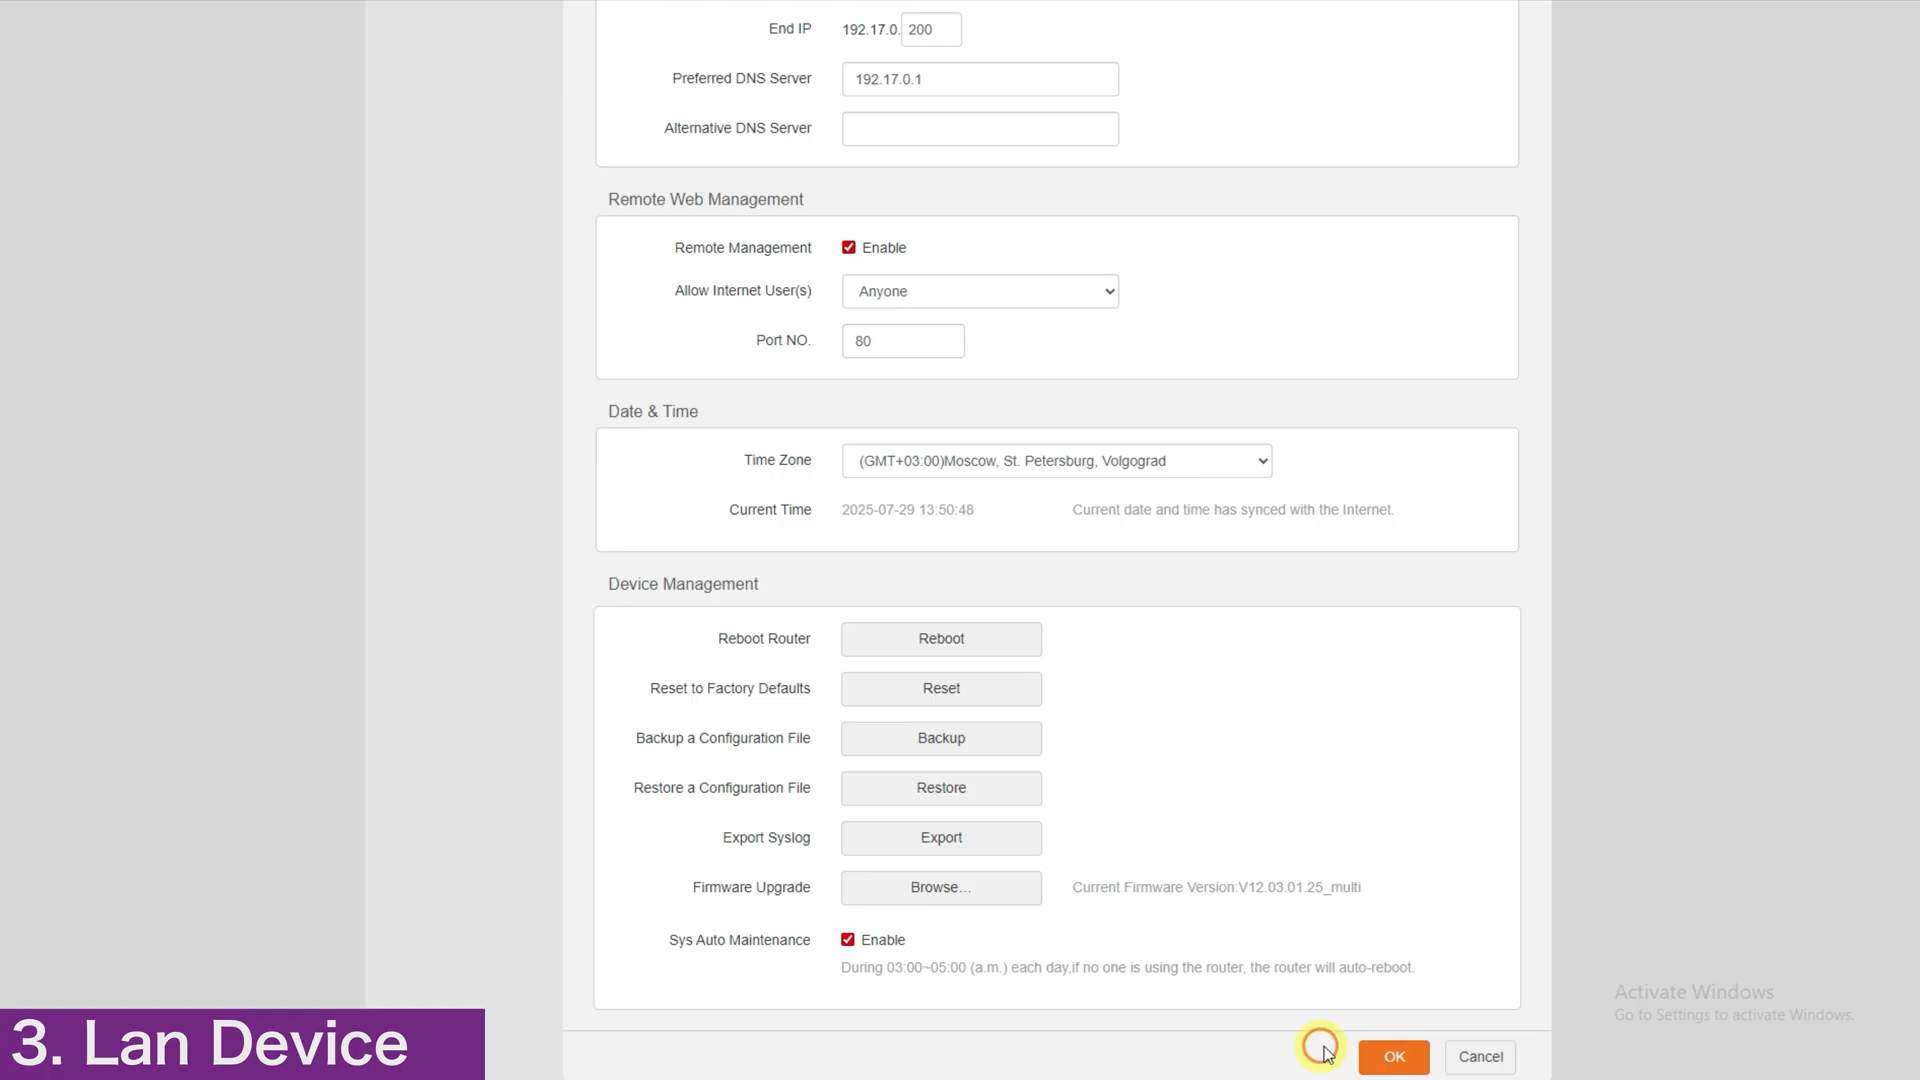 End IP 192.17.0. 200
Preferred DNS Server 192.17.0.1
Alternative DNS Server
Remote Web Management
Remote Management Enable
Allow Internet User(s) Anyone
Port NO. 80
Date & Time
Time Zone (GMT+03:00)Moscow, St. Petersburg, Volgograd
Current Time 2025-07-29 13:50:48 Current date and time has synced with the Internet.
Device Management
Reboot Router Reboot
Reset to Factory Defaults Reset
Backup a Configuration File Backup
Restore a Configuration File Restore
Export Syslog Export
Firmware Upgrade Browse... Current Firmware Version:V12.03.01.25_multi
Sys Auto Maintenance Enable
During 03:00~05:00 (a.m.) each day,if no one is using the router, the router will auto-reboot.
Activate Windows
Go to Settings to activate Windows.
3. Lan Device
OK Cancel